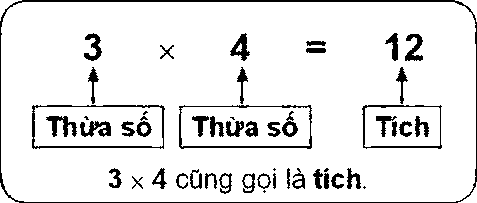 3 × 4 = 12
Thừa số Thừa số Tích
3 × 4 cũng gọi là tích.